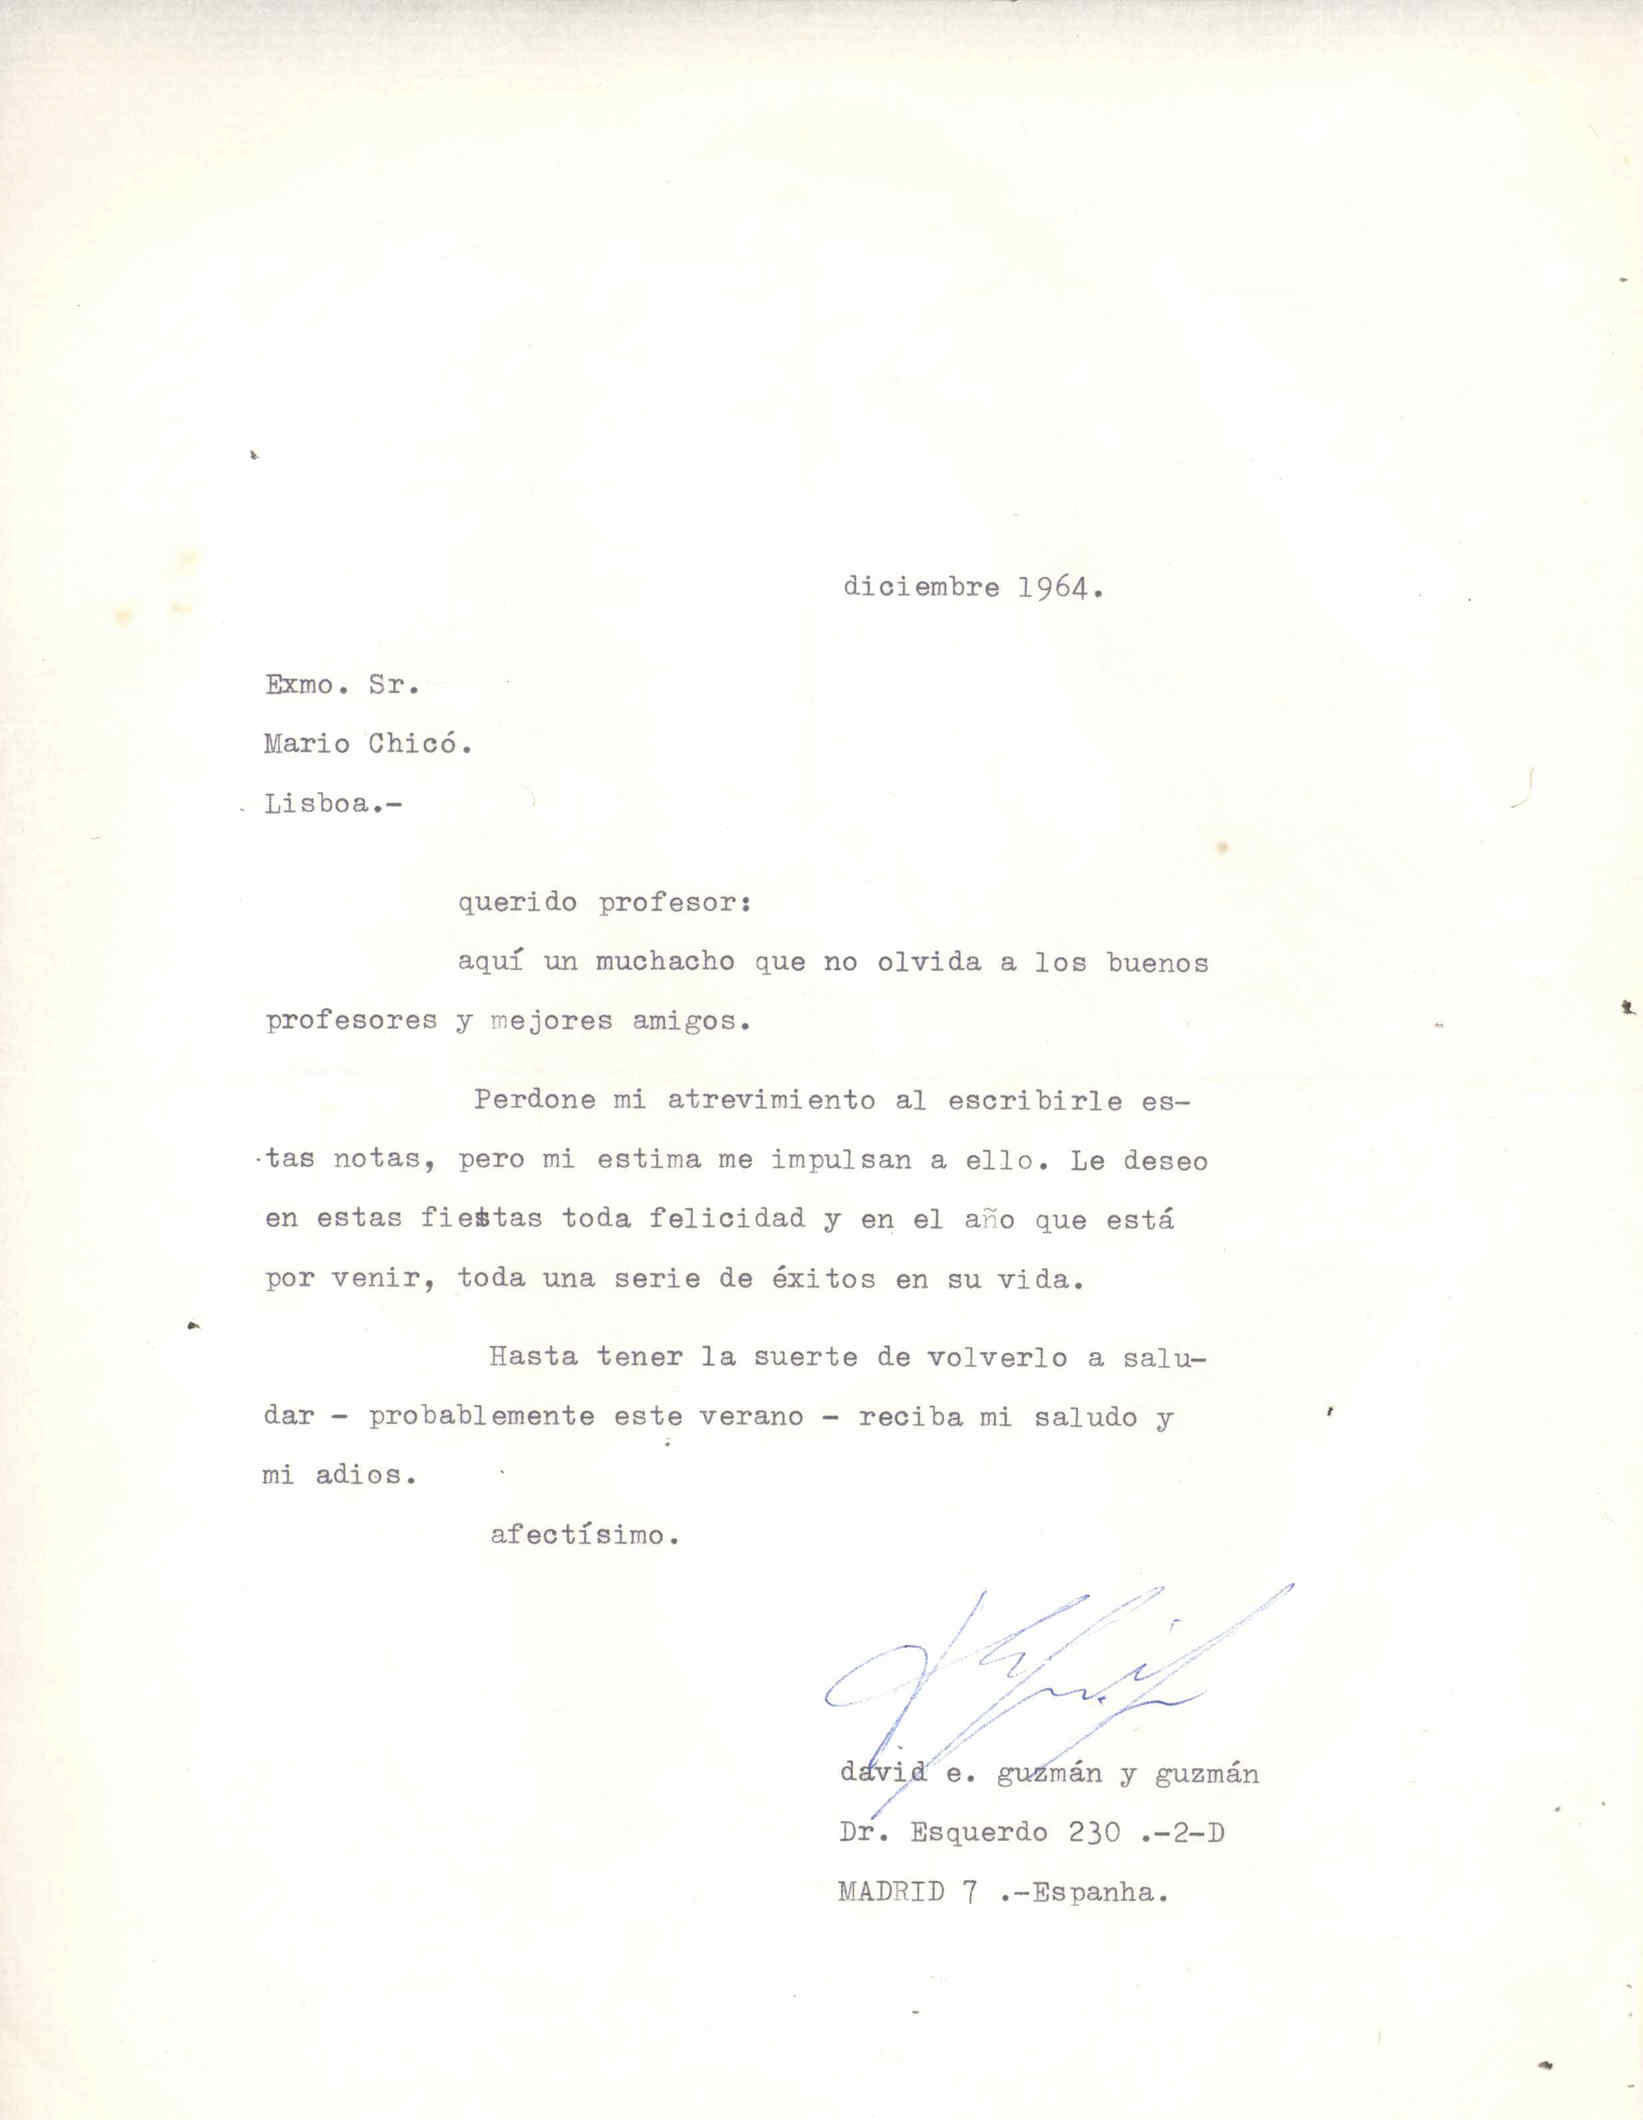 diciembre 1964.
Exmo. Sr.
Mario Chicó.
Lisboa.-
querido profesor:
aquí un muchacho que no olvida a los buenos
profesores y mejores amigos.
Perdone mi atrevimiento al escribirle es-
tas notas, pero mi estima me impulsan a ello. Le deseo
en estas fiestas toda felicidad y en el año que está
por venir, toda una serie de éxitos en su vida.
Hasta tener la suerte de volverlo a salu-
dar - probablemente este verano - reciba mi saludo y
mi adios.
afectísimo.
david e. guzmán y guzmán
Dr. Esquerdo 230 .-2-D
MADRID 7 .-Espanha.